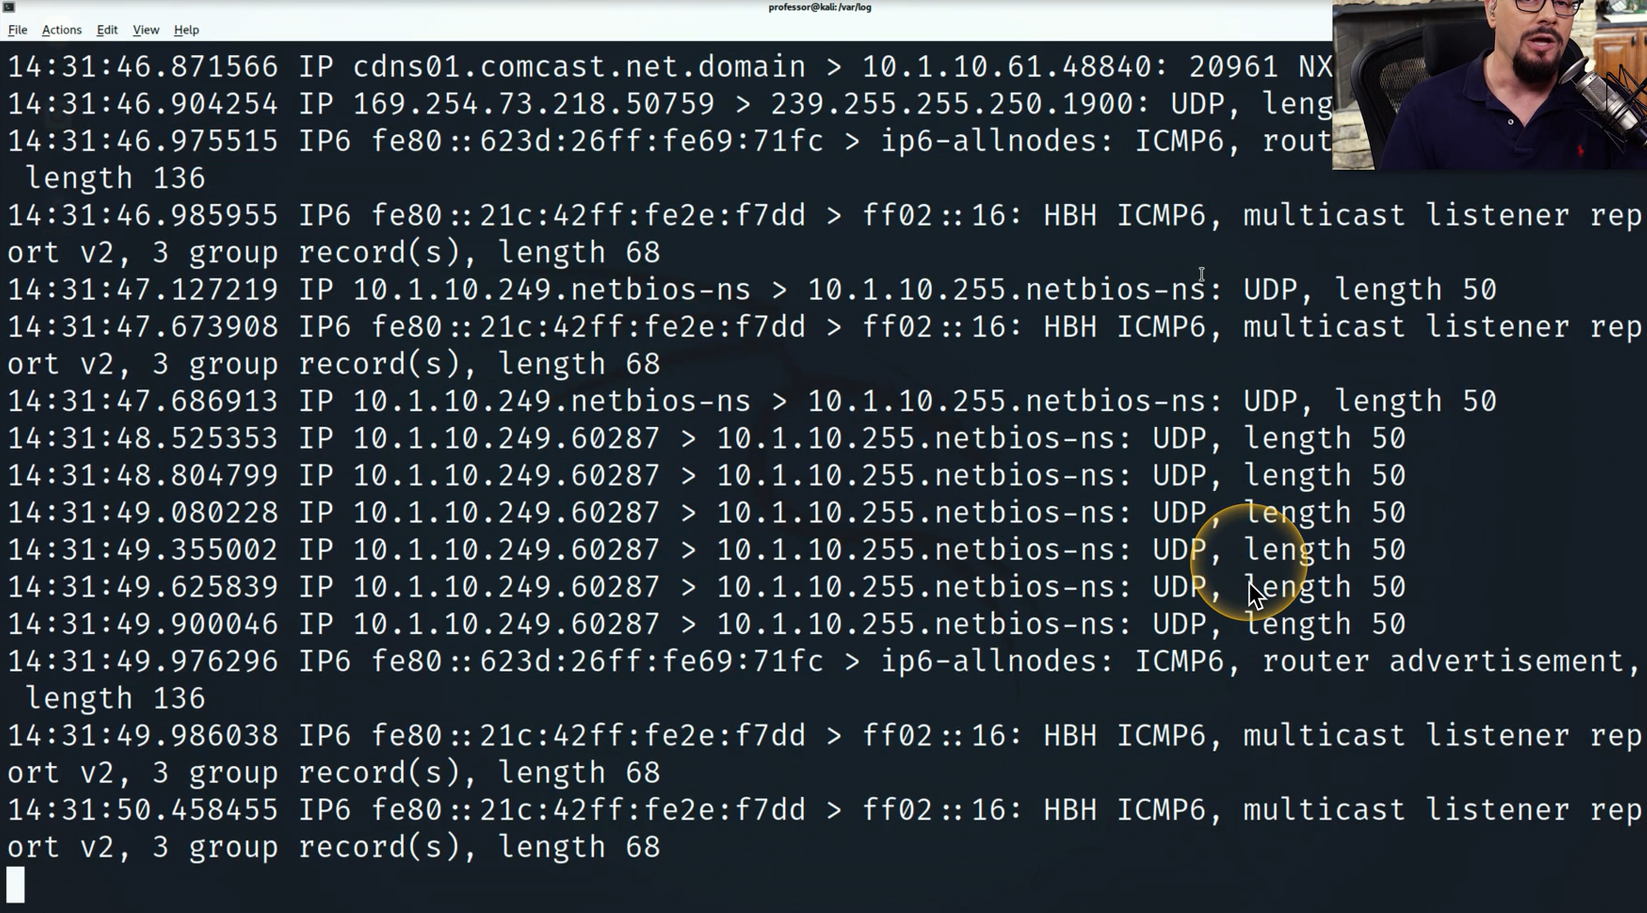 professor@kali: /var/log
File Actions Edit View Help
14:31:46.871566 IP cdns01.comcast.net.domain > 10.1.10.61.48840: 20961 NX
14:31:46.904254 IP 169.254.73.218.50759 > 239.255.255.250.1900: UDP, leng
14:31:46.975515 IP6 fe80::623d:26ff:fe69:71fc > ip6-allnodes: ICMP6, rout
length 136
14:31:46.985955 IP6 fe80::21c:42ff:fe2e:f7dd > ff02::16: HBH ICMP6, multicast listener rep
ort v2, 3 group record(s), length 68
14:31:47.127219 IP 10.1.10.249.netbios-ns > 10.1.10.255.netbios-ns: UDP, length 50
14:31:47.673908 IP6 fe80::21c:42ff:fe2e:f7dd > ff02::16: HBH ICMP6, multicast listener rep
ort v2, 3 group record(s), length 68
14:31:47.686913 IP 10.1.10.249.netbios-ns > 10.1.10.255.netbios-ns: UDP, length 50
14:31:48.525353 IP 10.1.10.249.60287 > 10.1.10.255.netbios-ns: UDP, length 50
14:31:48.804799 IP 10.1.10.249.60287 > 10.1.10.255.netbios-ns: UDP, length 50
14:31:49.080228 IP 10.1.10.249.60287 > 10.1.10.255.netbios-ns: UDP, length 50
14:31:49.355002 IP 10.1.10.249.60287 > 10.1.10.255.netbios-ns: UDP, length 50
14:31:49.625839 IP 10.1.10.249.60287 > 10.1.10.255.netbios-ns: UDP, length 50
14:31:49.900046 IP 10.1.10.249.60287 > 10.1.10.255.netbios-ns: UDP, length 50
14:31:49.976296 IP6 fe80::623d:26ff:fe69:71fc > ip6-allnodes: ICMP6, router advertisement,
length 136
14:31:49.986038 IP6 fe80::21c:42ff:fe2e:f7dd > ff02::16: HBH ICMP6, multicast listener rep
ort v2, 3 group record(s), length 68
14:31:50.458455 IP6 fe80::21c:42ff:fe2e:f7dd > ff02::16: HBH ICMP6, multicast listener rep
ort v2, 3 group record(s), length 68